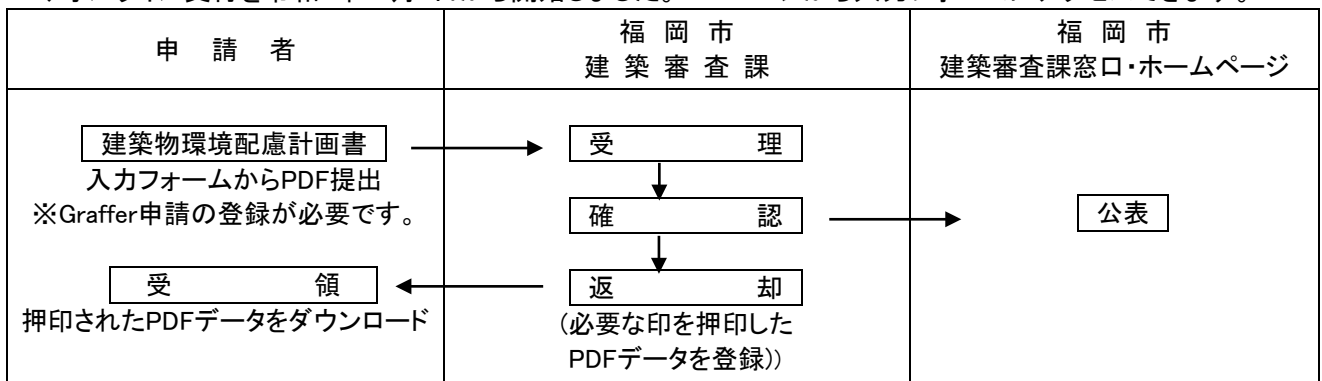 申 請 者
福 岡 市
建 築 審 査 課
福 岡 市
建築審査課窓口・ホームページ
建築物環境配慮計画書
入力フォームからPDF提出
※Graffer申請の登録が必要です。
受 理
確 認
公表
受 領
押印されたPDFデータをダウンロード
返 却
(必要な印を押印した
PDFデータを登録))